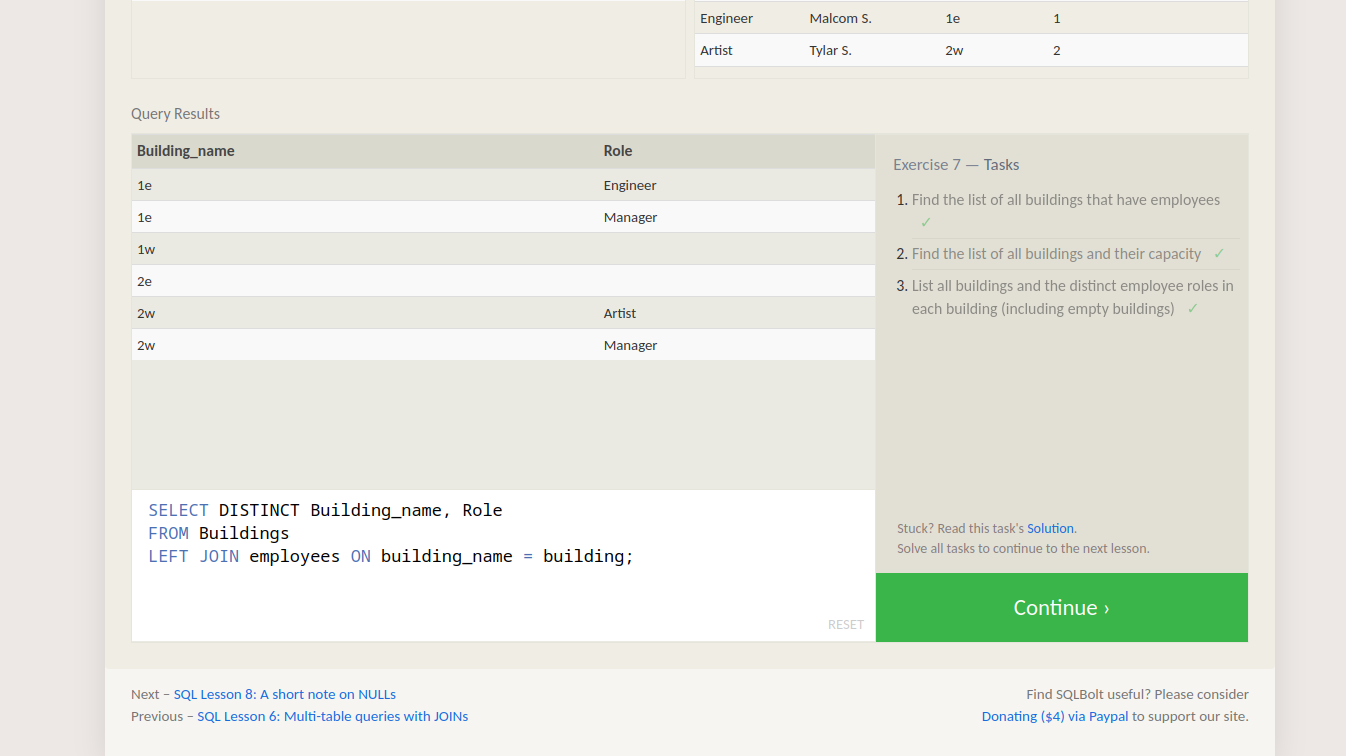 Engineer Malcom S. 1e 1
Artist Tylar S. 2w 2
Query Results
Building_name Role
1e Engineer
1e Manager
1w
2e
2w Artist
2w Manager
SELECT DISTINCT Building_name, Role
FROM Buildings
LEFT JOIN employees ON building_name = building;
RESET
Exercise 7 — Tasks
1. Find the list of all buildings that have employees
✓
2. Find the list of all buildings and their capacity ✓
3. List all buildings and the distinct employee roles in
each building (including empty buildings) ✓
Stuck? Read this task's Solution.
Solve all tasks to continue to the next lesson.
Continue ›
Next – SQL Lesson 8: A short note on NULLs
Previous – SQL Lesson 6: Multi-table queries with JOINs
Find SQLBolt useful? Please consider
Donating ($4) via Paypal to support our site.